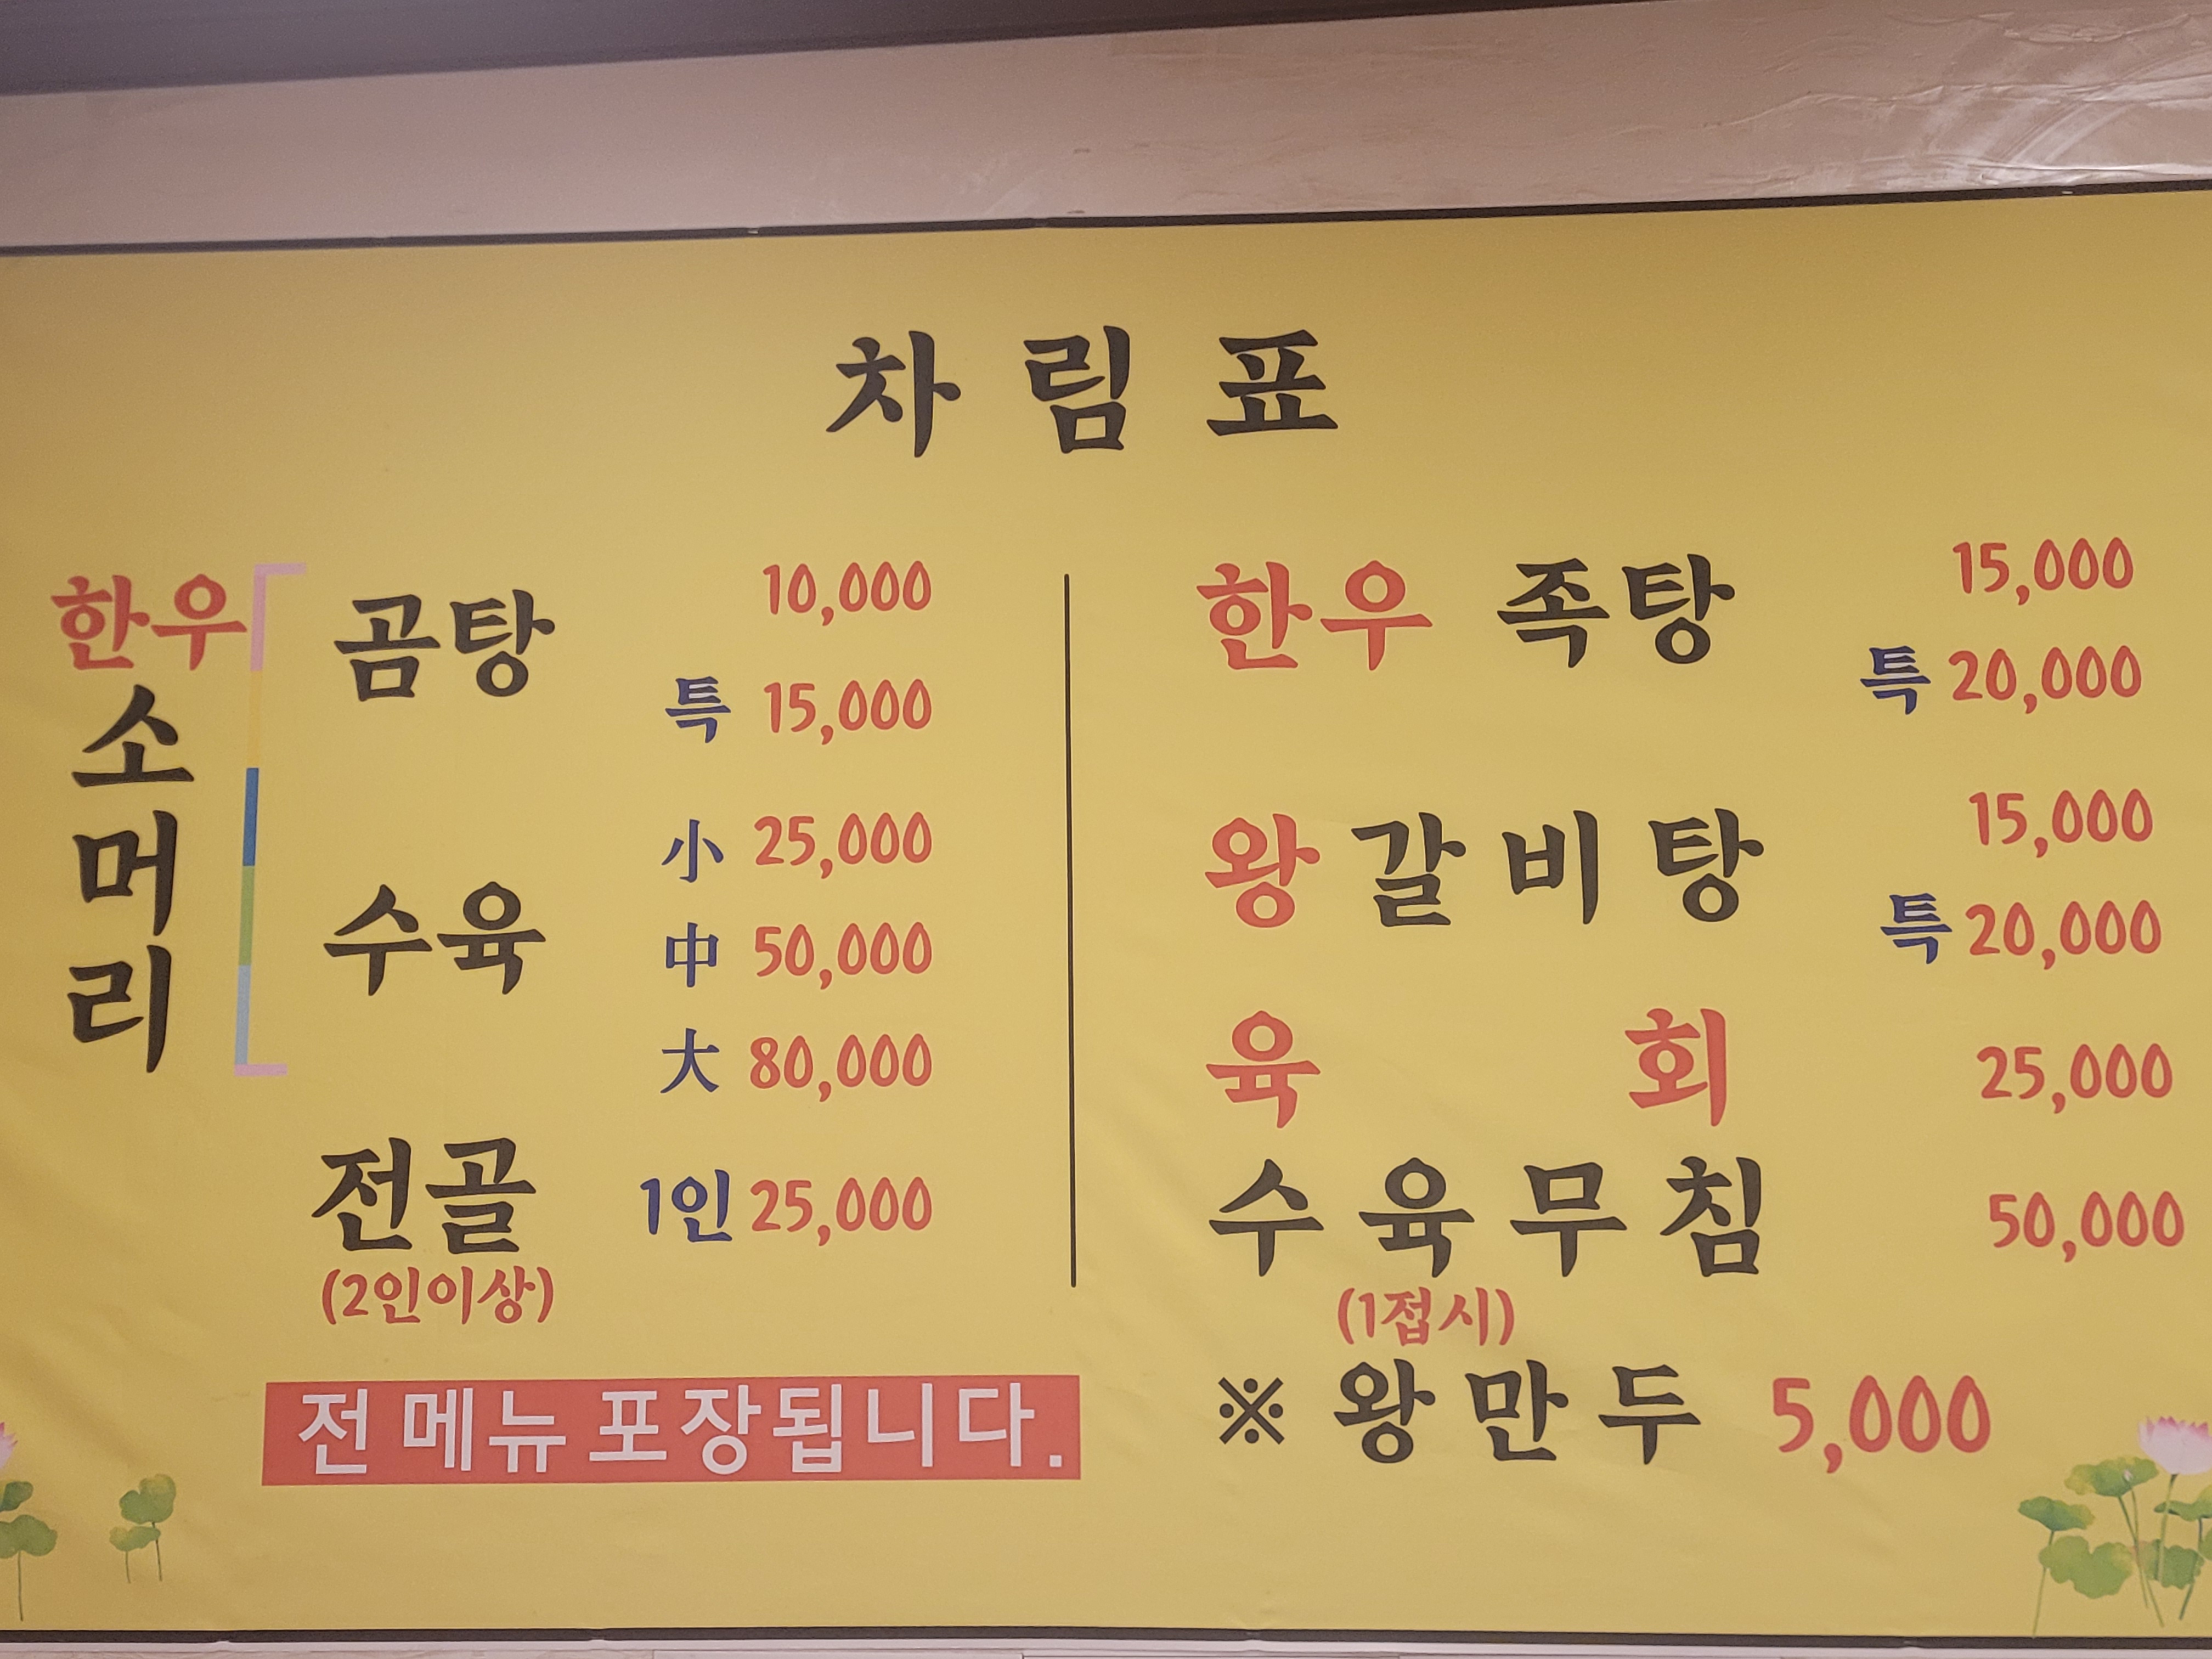 차림표
한우
소머리
곰탕 10,000
특 15,000
수육 小 25,000
中 50,000
大 80,000
전골 1인 25,000
(2인이상)
전 메뉴 포장됩니다.
한우 족탕 15,000
특 20,000
왕갈비탕 15,000
특 20,000
육회 25,000
수육무침 50,000
(1접시)
※ 왕만두 5,000